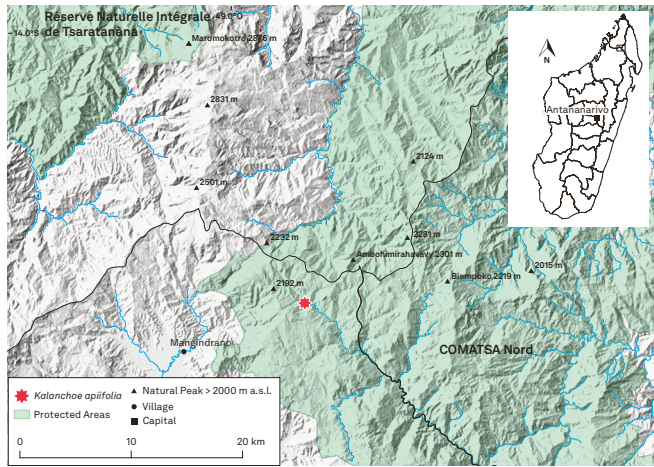 Réserve Naturelle Intégrale
de Tsaratanana
49.0°O
14.0°S
Maromokotro 2876 m
2831 m
2501 m
2124 m
2232 m
2281 m
Ambohimirahavavy 2301 m
2192 m
Biempoko 2219 m
2015 m
Mangindrano
COMATSA Nord
N
Antananarivo
Kalanchoe apiifolia
Protected Areas
Natural Peak > 2000 m a.s.l.
Village
Capital
0 10 20 km